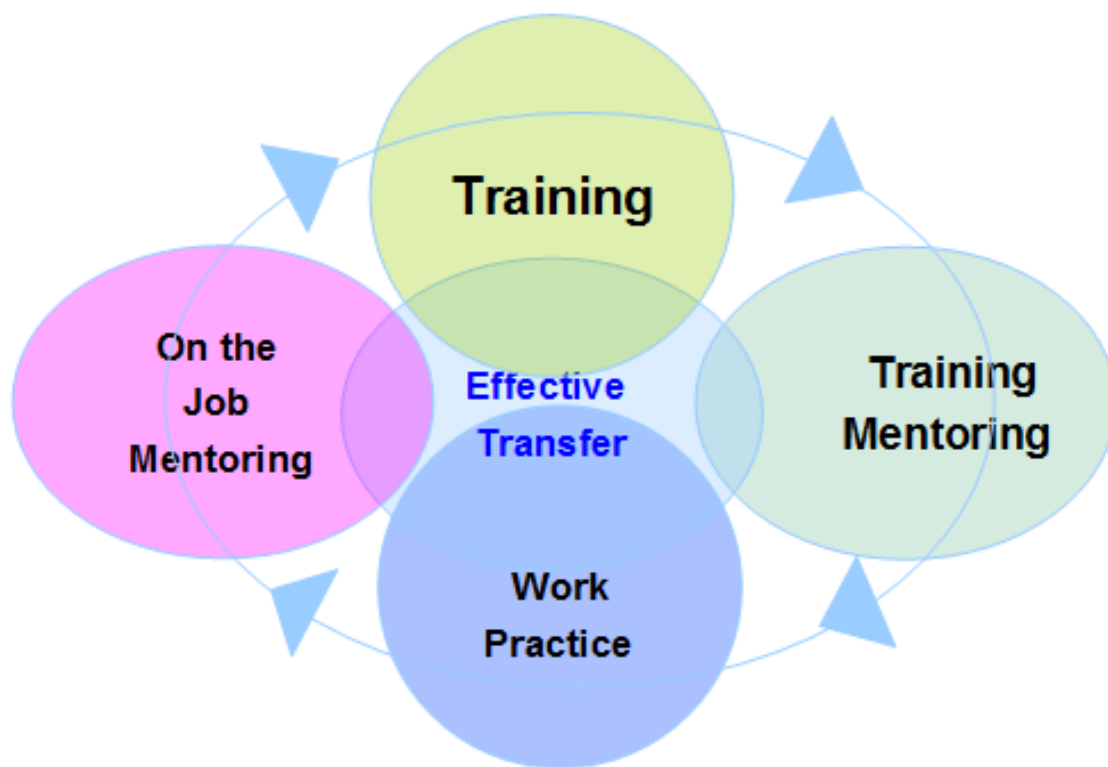 Training
On the
Job
Mentoring
Effective
Transfer
Training
Mentoring
Work
Practice